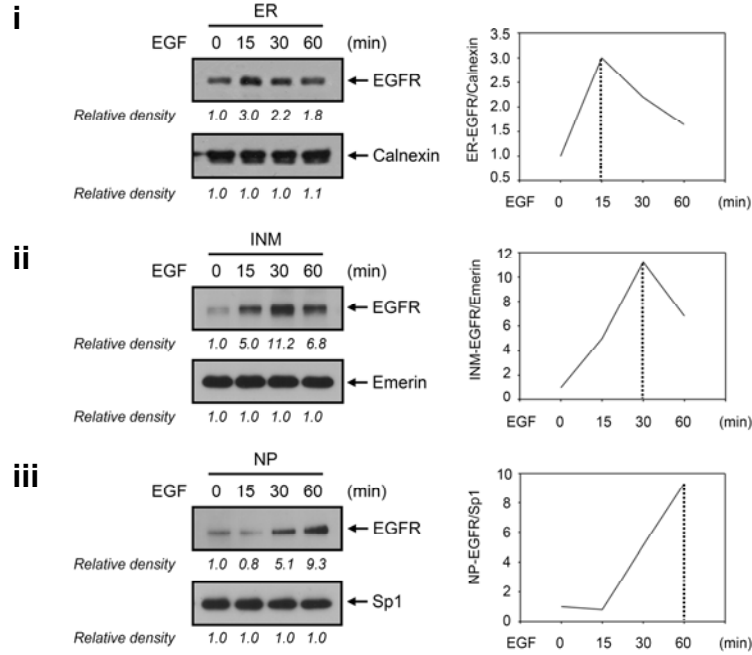 i
ER
EGF 0 15 30 60 (min)
EGFR
Relative density 1.0 3.0 2.2 1.8
Calnexin
Relative density 1.0 1.0 1.0 1.1
ER-EGFR/Calnexin
3.5
3.0
2.5
2.0
1.5
1.0
0.5
EGF 0 15 30 60 (min)
ii
INM
EGF 0 15 30 60 (min)
EGFR
Relative density 1.0 5.0 11.2 6.8
Emerin
Relative density 1.0 1.0 1.0 1.0
INM-EGFR/Emerin
12
10
8
6
4
2
0
EGF 0 15 30 60 (min)
iii
NP
EGF 0 15 30 60 (min)
EGFR
Relative density 1.0 0.8 5.1 9.3
Sp1
Relative density 1.0 1.0 1.0 1.0
NP-EGFR/Sp1
10
8
6
4
2
0
EGF 0 15 30 60 (min)